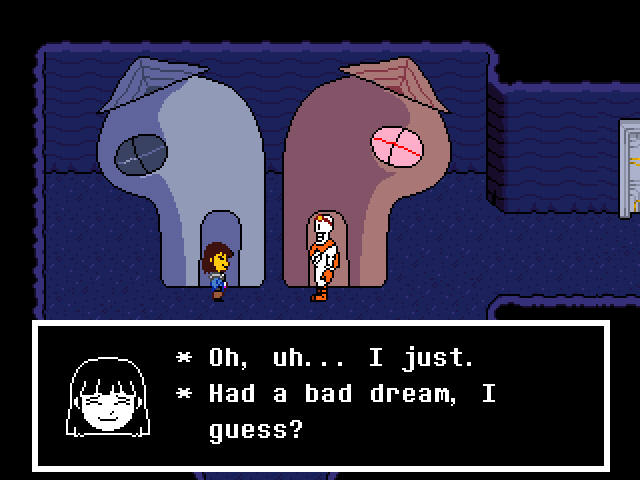 * Oh, uh... I just.
* Had a bad dream, I
guess?